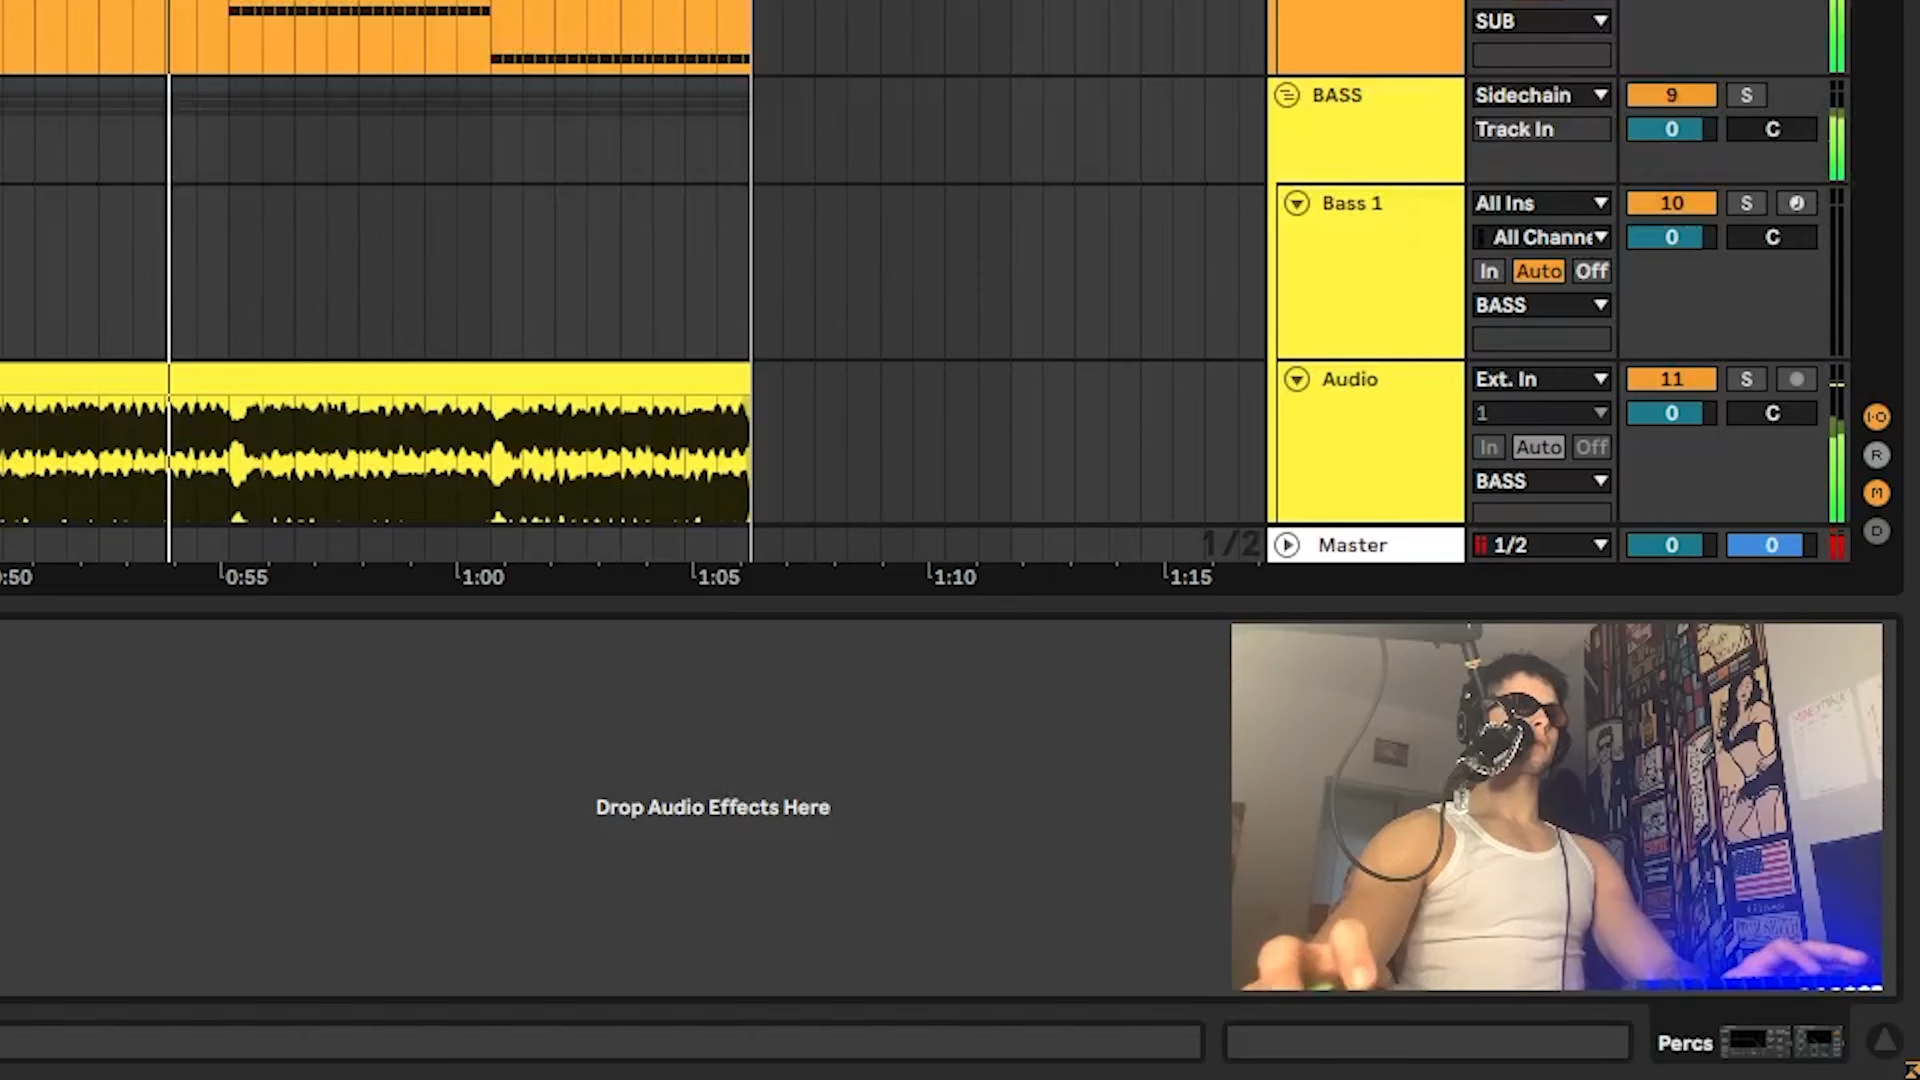 SUB
BASS
Sidechain
9
S
Track In
0
C
Bass 1
All Ins
10
S
All Channe
0
C
In
Auto
Off
BASS
Audio
Ext. In
11
S
1
0
C
I·O
In
Auto
Off
R
BASS
M
D
1/2
Master
1/2
0
0
:50
0:55
1:00
1:05
1:10
1:15
Drop Audio Effects Here
Percs